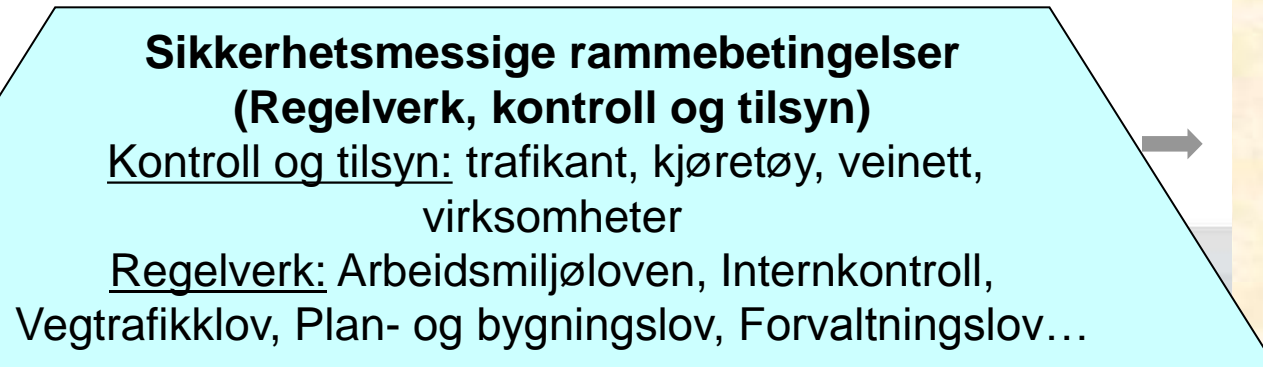 Sikkerhetsmessige rammebetingelser
(Regelverk, kontroll og tilsyn)
Kontroll og tilsyn: trafikant, kjøretøy, veinett,
virksomheter
Regelverk: Arbeidsmiljøloven, Internkontroll,
Vegtrafikklov, Plan- og bygningslov, Forvaltningslov…